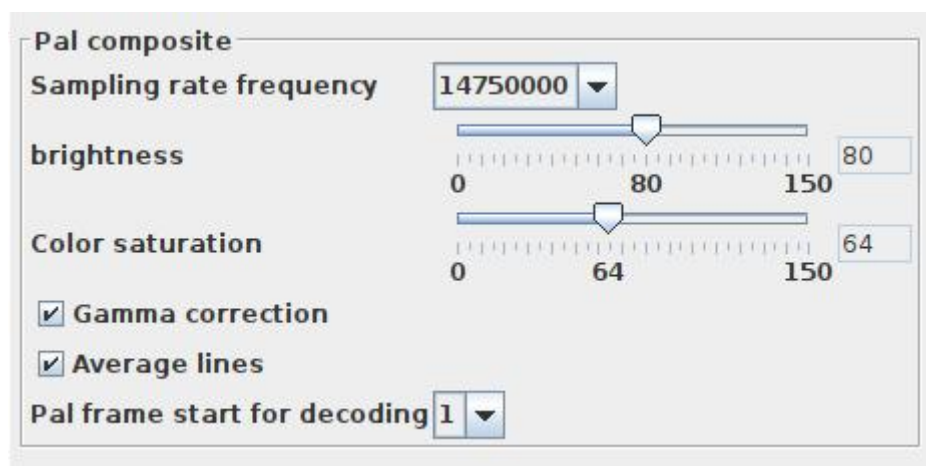 Pal composite
Sampling rate frequency 14750000
brightness 80
0 80 150
Color saturation 64
0 64 150
Gamma correction
Average lines
Pal frame start for decoding 1